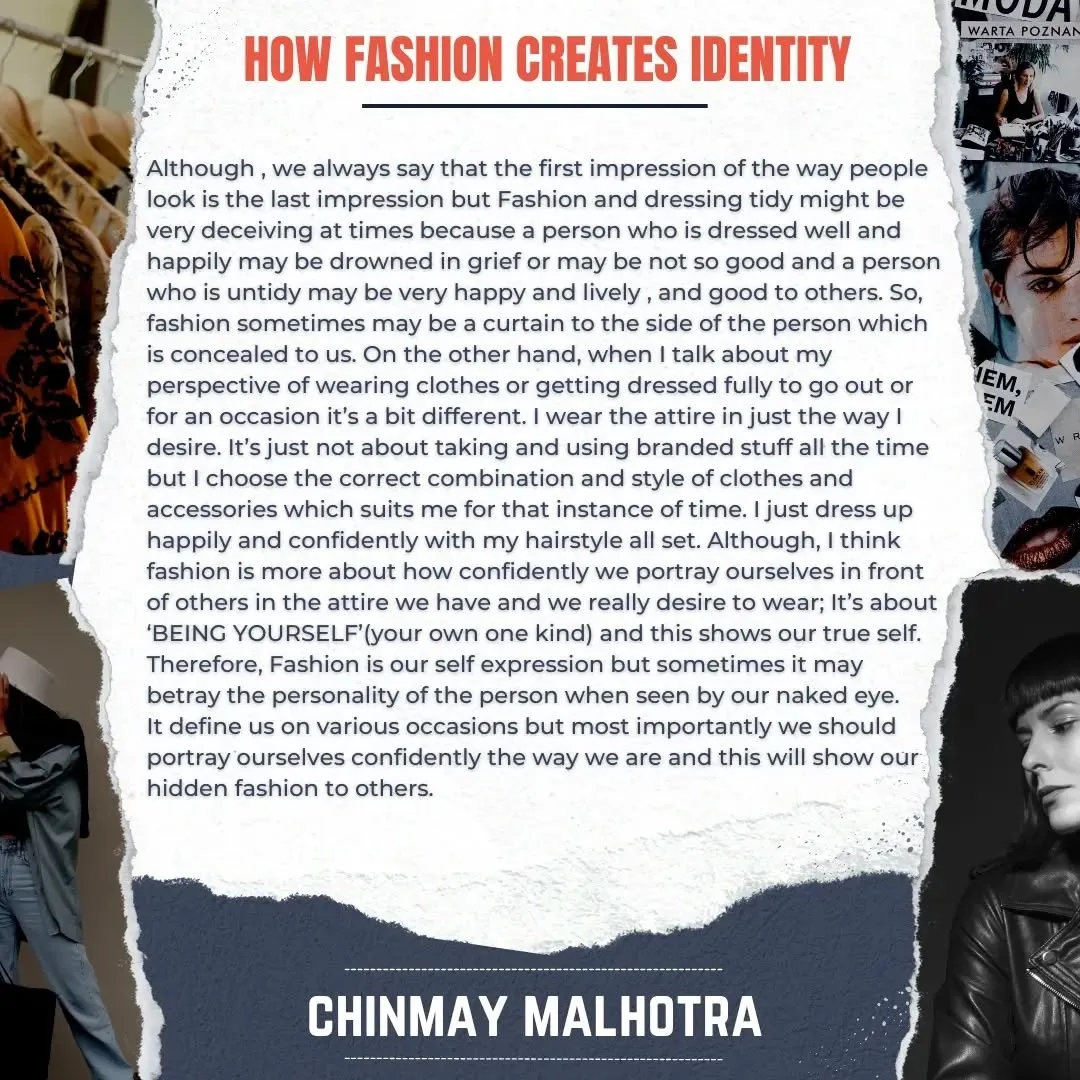 HOW FASHION CREATES IDENTITY
MODA
WARTA POZNAN
Although , we always say that the first impression of the way people
look is the last impression but Fashion and dressing tidy might be
very deceiving at times because a person who is dressed well and
happily may be drowned in grief or may be not so good and a person
who is untidy may be very happy and lively , and good to others. So,
fashion sometimes may be a curtain to the side of the person which
is concealed to us. On the other hand, when I talk about my
perspective of wearing clothes or getting dressed fully to go out or
for an occasion it's a bit different. I wear the attire in just the way I
desire. It's just not about taking and using branded stuff all the time
but I choose the correct combination and style of clothes and
accessories which suits me for that instance of time. I just dress up
happily and confidently with my hairstyle all set. Although, I think
fashion is more about how confidently we portray ourselves in front
of others in the attire we have and we really desire to wear; It's about
‘BEING YOURSELF’(your own one kind) and this shows our true self.
Therefore, Fashion is our self expression but sometimes it may
betray the personality of the person when seen by our naked eye.
It define us on various occasions but most importantly we should
portray ourselves confidently the way we are and this will show our
hidden fashion to others.
CHINMAY MALHOTRA